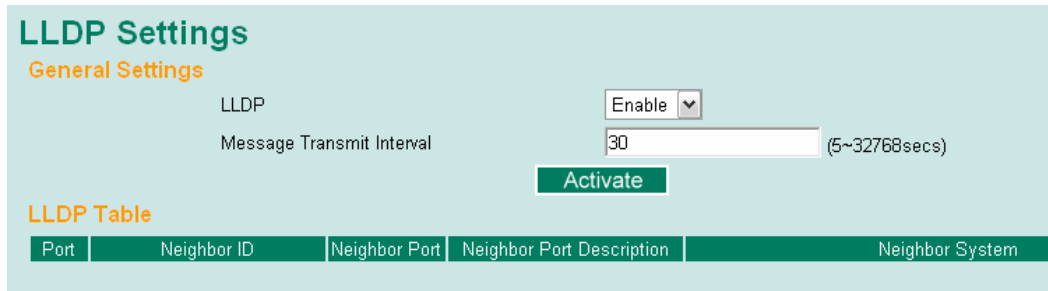 LLDP Settings
General Settings
LLDP Enable
Message Transmit Interval 30 (5~32768secs)
Activate
LLDP Table
Port Neighbor ID Neighbor Port Neighbor Port Description Neighbor System